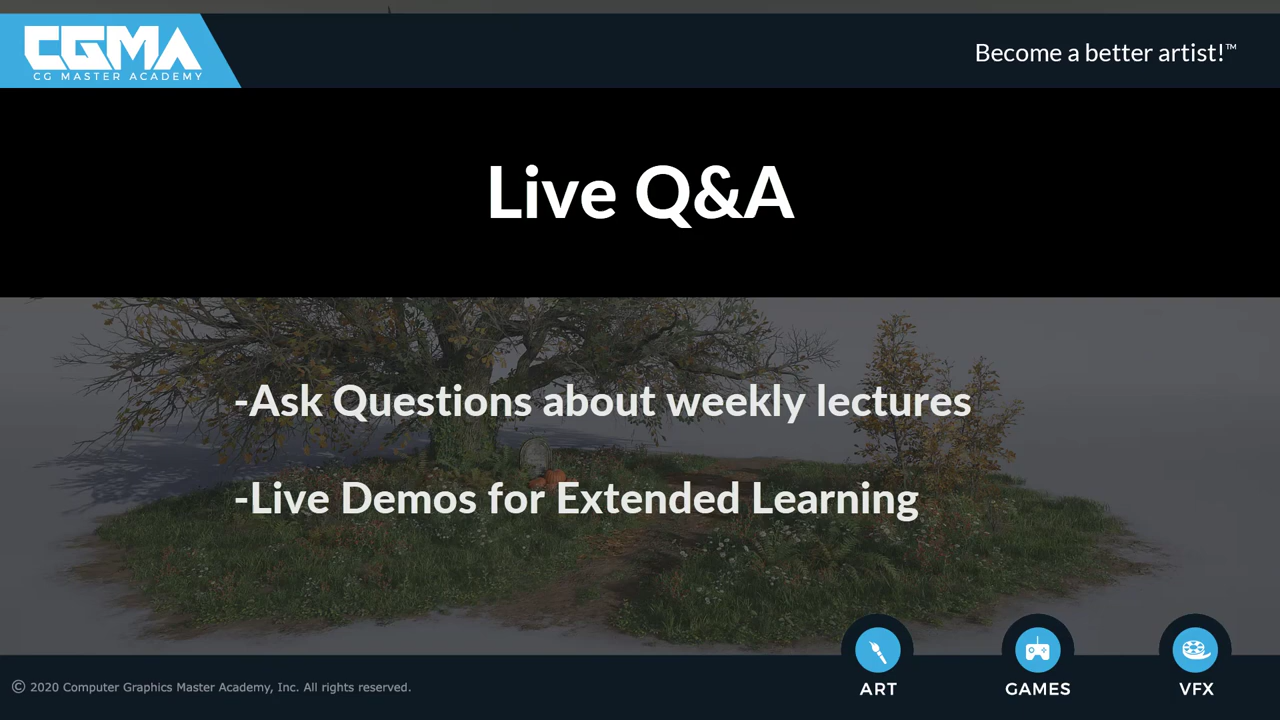 CGMA
CG MASTER ACADEMY
Become a better artist!™
Live Q&A
-Ask Questions about weekly lectures
-Live Demos for Extended Learning
ART
GAMES
VFX
© 2020 Computer Graphics Master Academy, Inc. All rights reserved.